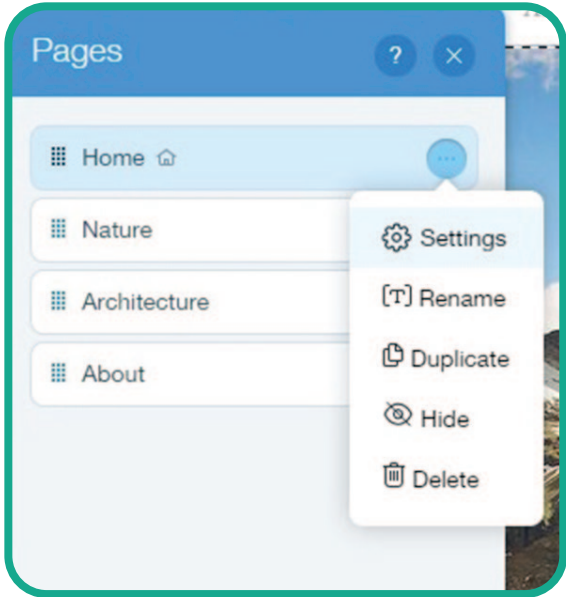 Pages ?
Home
Nature
Architecture
About
Settings
[T] Rename
Duplicate
Hide
Delete